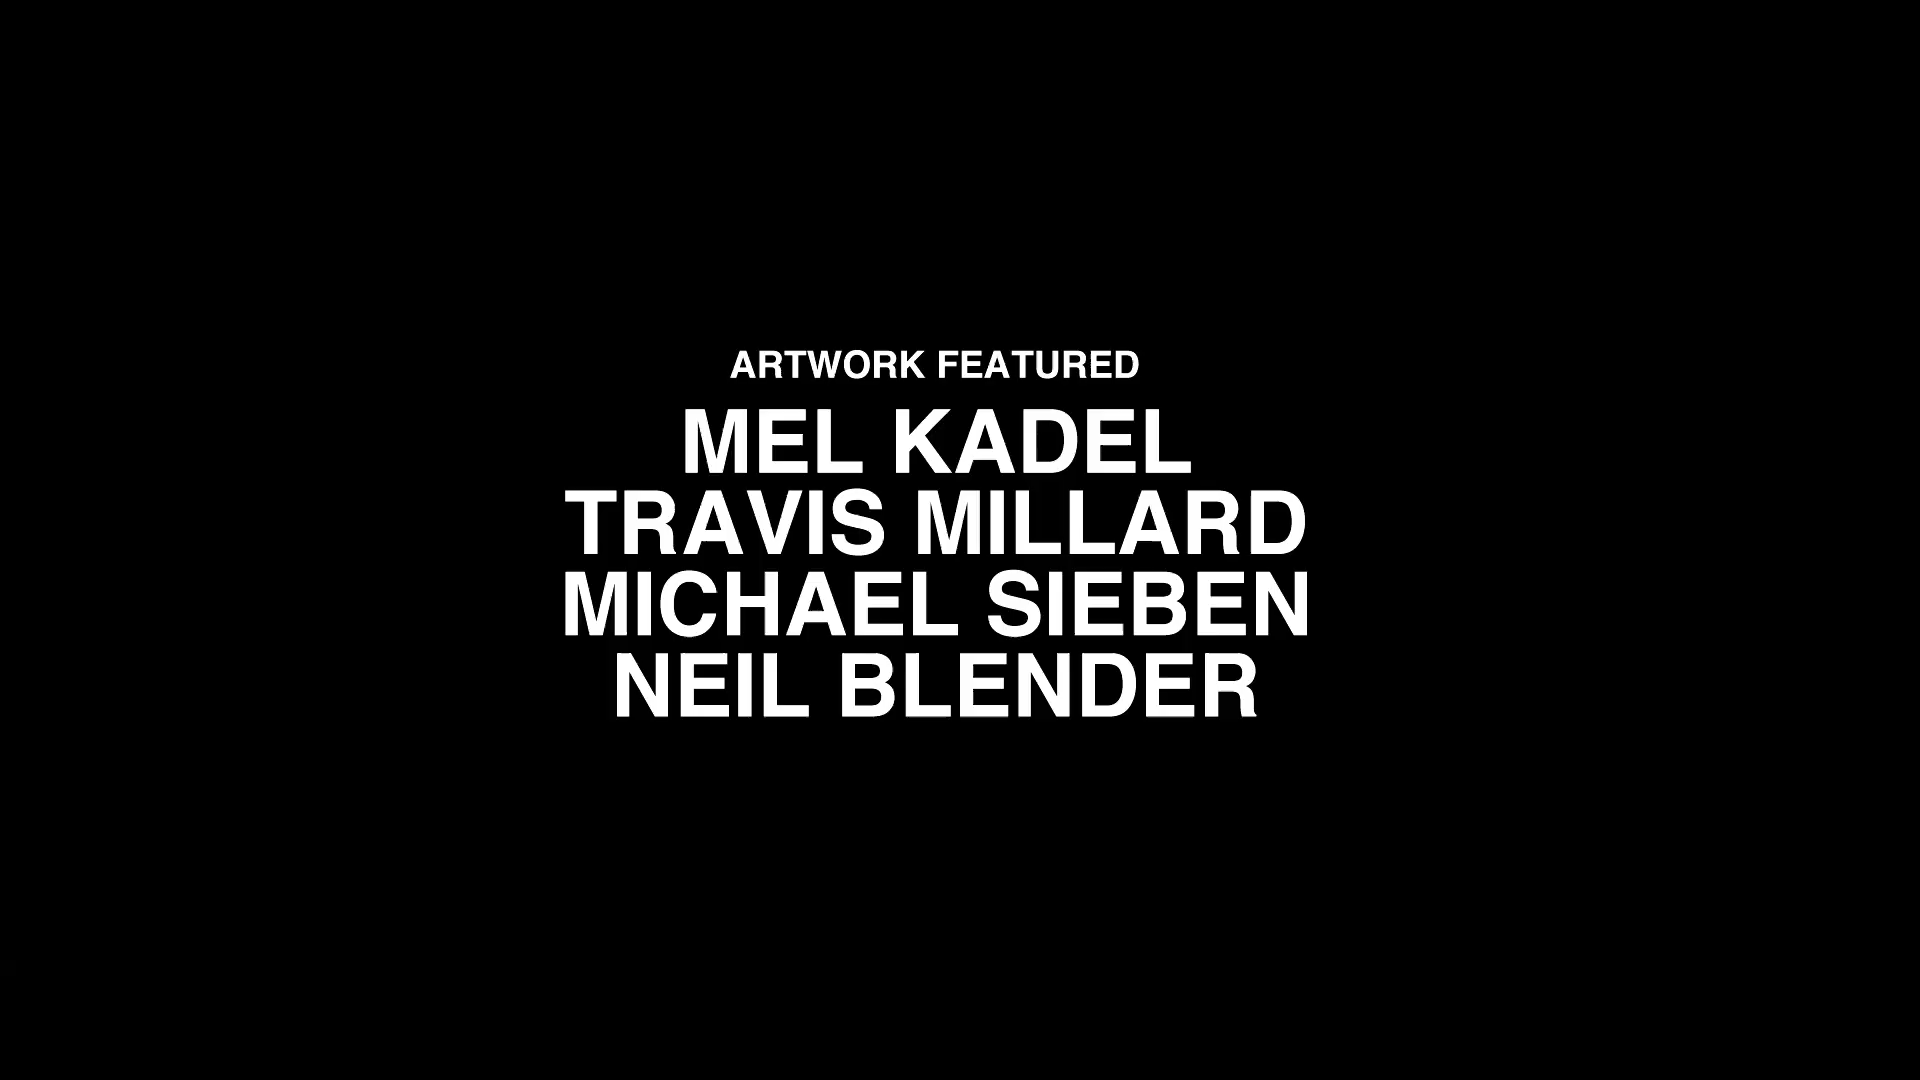 ARTWORK FEATURED
MEL KADEL
TRAVIS MILLARD
MICHAEL SIEBEN
NEIL BLENDER